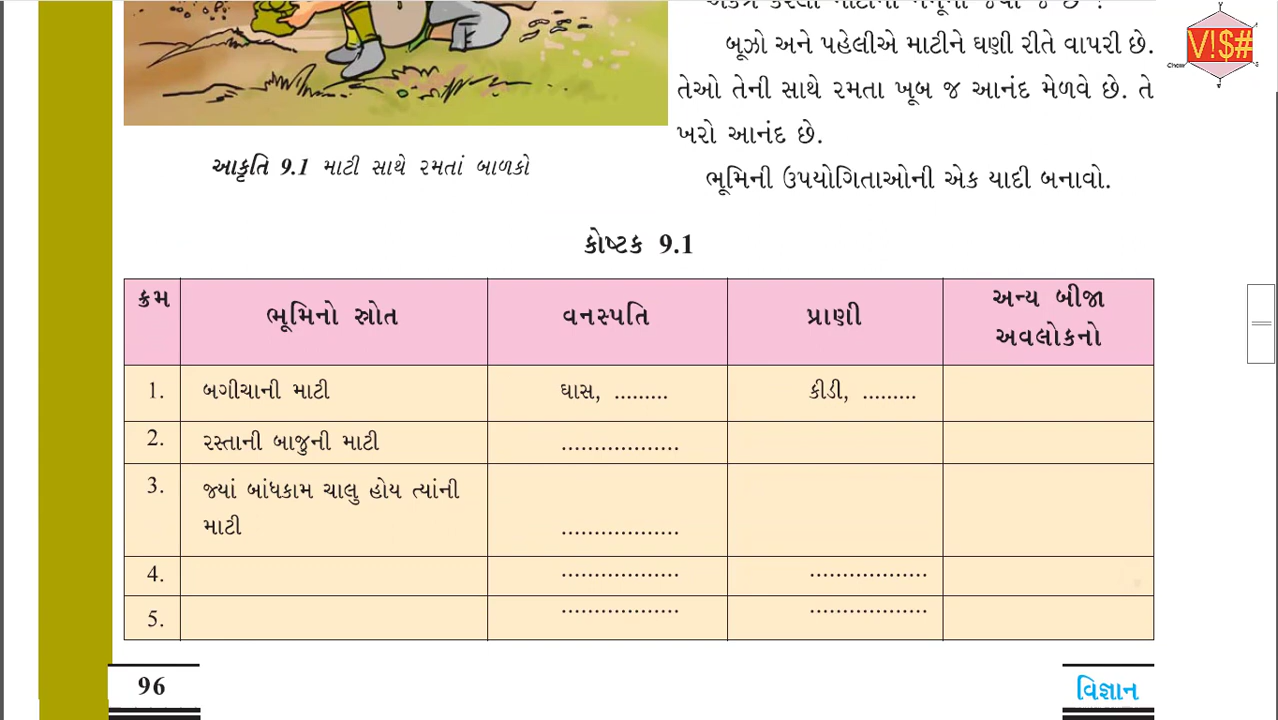 બૂઝો અને પહેલીએ માટીને ઘણી રીતે વાપરી છે.
તેઓ તેની સાથે રમતા ખૂબ જ આનંદ મેળવે છે. તે
ખરો આનંદ છે.
ભૂમિની ઉપયોગિતાઓની એક યાદી બનાવો.
આકૃતિ 9.1 માટી સાથે રમતાં બાળકો
કોષ્ટક 9.1
ક્રમ ભૂમિનો સ્રોત વનસ્પતિ પ્રાણી અન્ય બીજા
અવલોકનો
1. બગીચાની માટી ઘાસ, ......... કીડી, .........
2. રસ્તાની બાજુની માટી ..................
3. જ્યાં બાંધકામ ચાલુ હોય ત્યાંની
માટી ..................
4. .................. ..................
5. .................. ..................
96 વિજ્ઞાન
V!$#